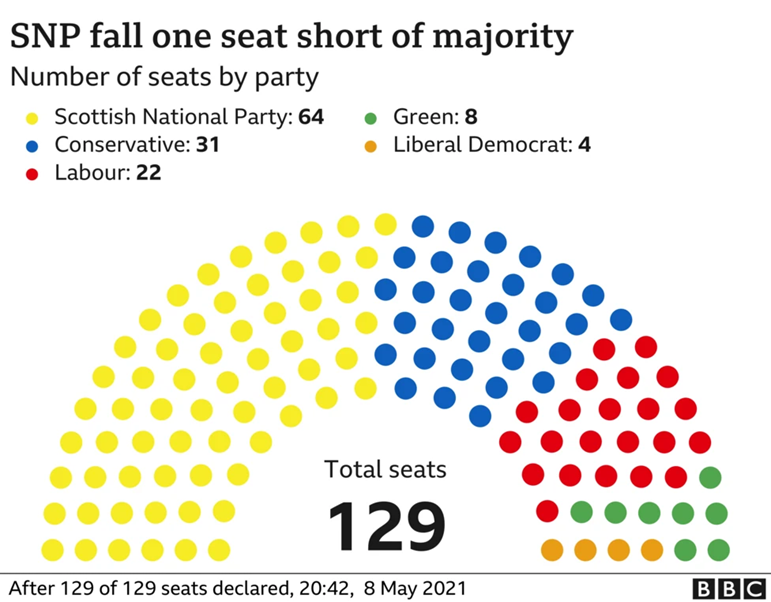 SNP fall one seat short of majority
Number of seats by party
Scottish National Party: 64
Conservative: 31
Labour: 22
Green: 8
Liberal Democrat: 4
Total seats
129
After 129 of 129 seats declared, 20:42, 8 May 2021
BBC